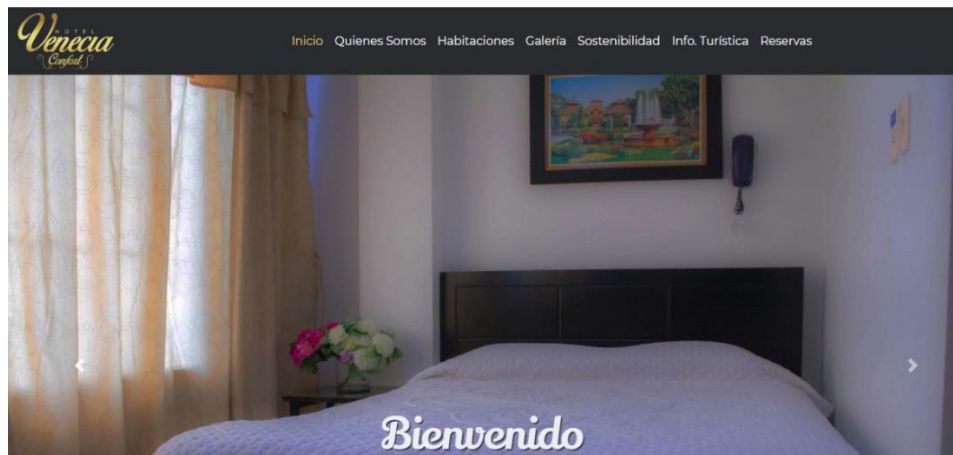 HOTEL
Venecia
Confort
Inicio Quienes Somos Habitaciones Galería Sostenibilidad Info. Turística Reservas
Bienvenido